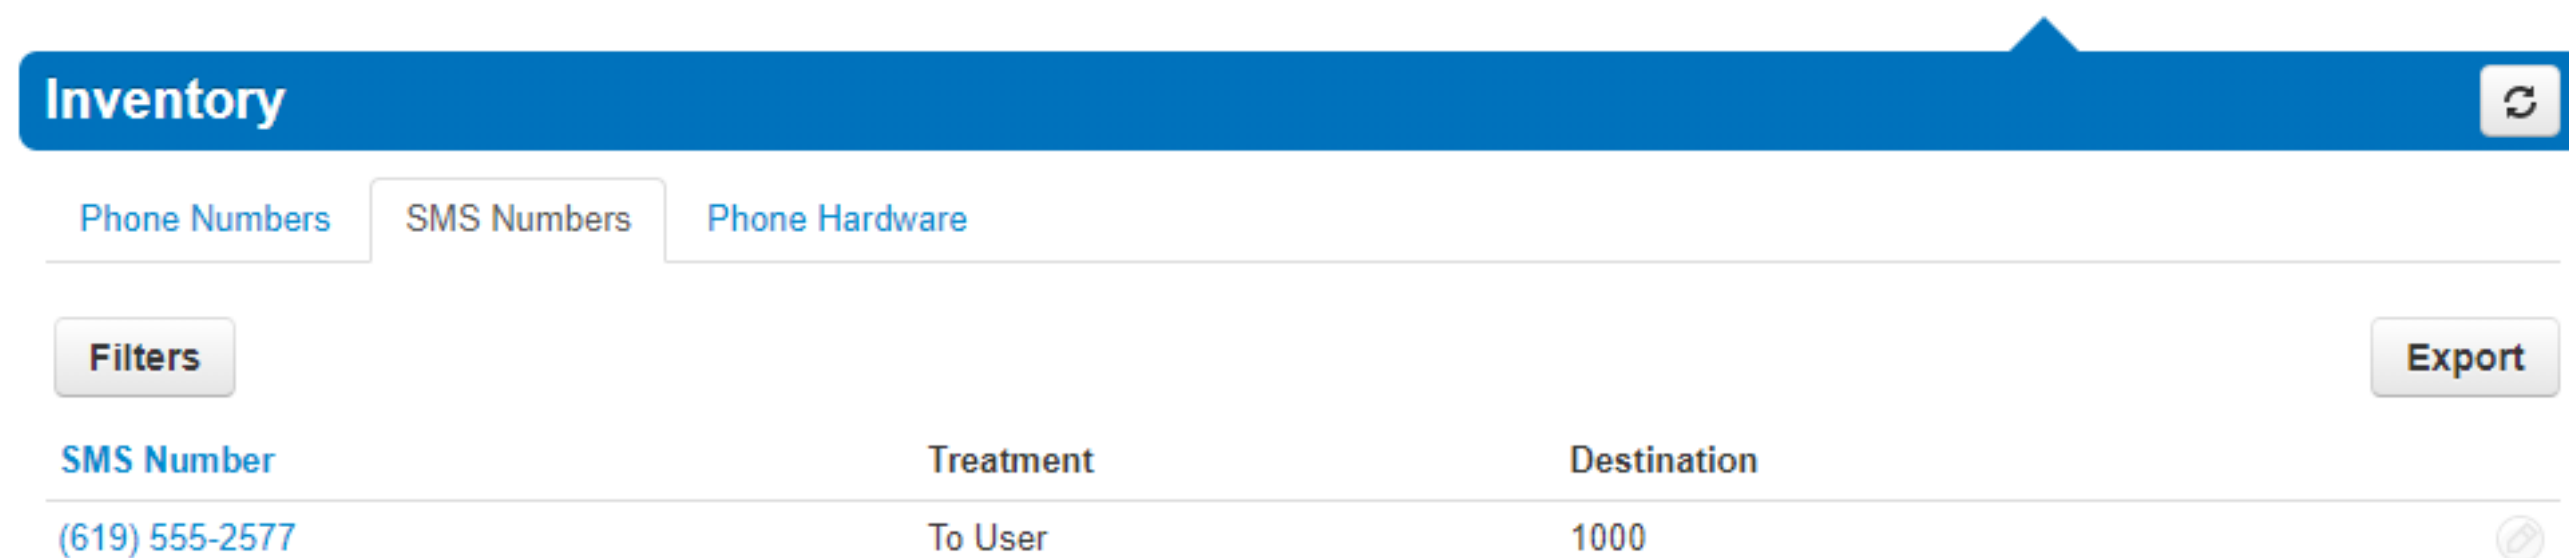 Inventory
Phone Numbers SMS Numbers Phone Hardware
Filters Export
SMS Number Treatment Destination
(619) 555-2577 To User 1000